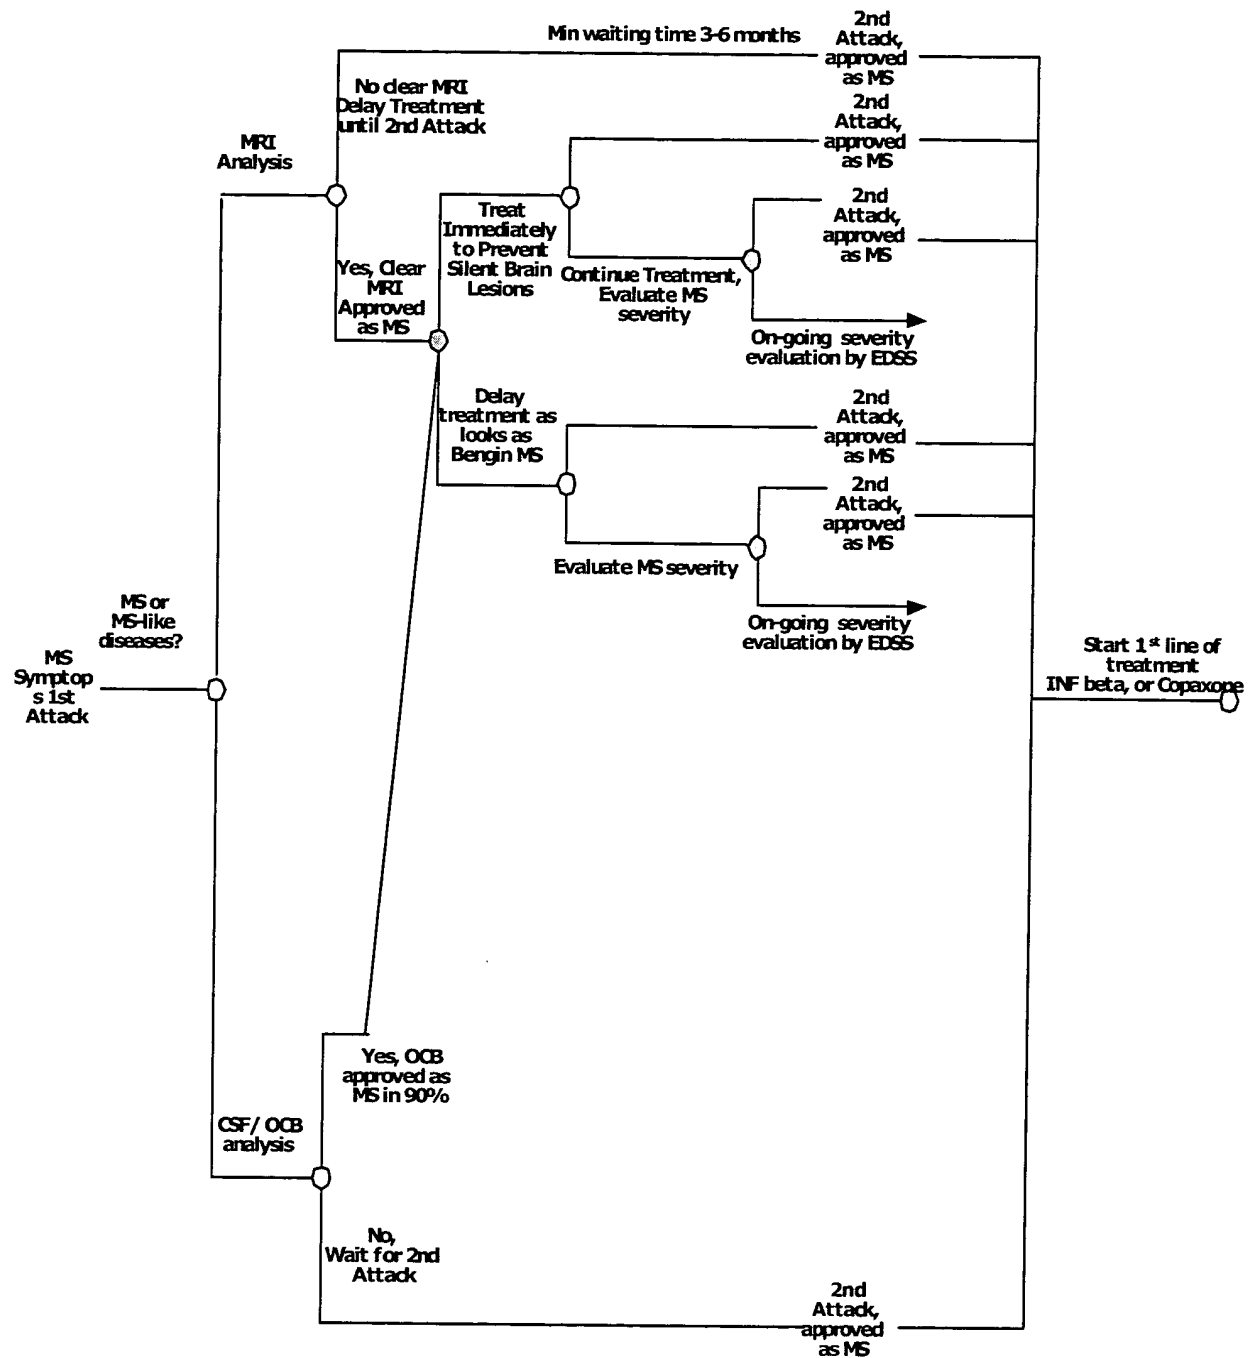 Min waiting time 3-6 months
2nd
Attack,
approved
as MS
No clear MRI
Delay Treatment
until 2nd Attack
2nd
Attack,
approved
as MS
MRI
Analysis
2nd
Attack,
approved
as MS
Treat
Immediately
to Prevent
Silent Brain
Lesions
Yes, Clear
MRI
Approved
as MS
Continue Treatment,
Evaluate MS
severity
On-going severity
evaluation by EDSS
Delay
treatment as
looks as
Bengin MS
2nd
Attack,
approved
as MS
2nd
Attack,
approved
as MS
Evaluate MS severity
On-going severity
evaluation by EDSS
MS or
MS-like
diseases?
MS
Symptop
s 1st
Attack
Start 1st line of
treatment
INF beta, or Copaxone
Yes, OCB
approved as
MS in 90%
CSF/ OCB
analysis
No,
Wait for 2nd
Attack
2nd
Attack,
approved
as MS